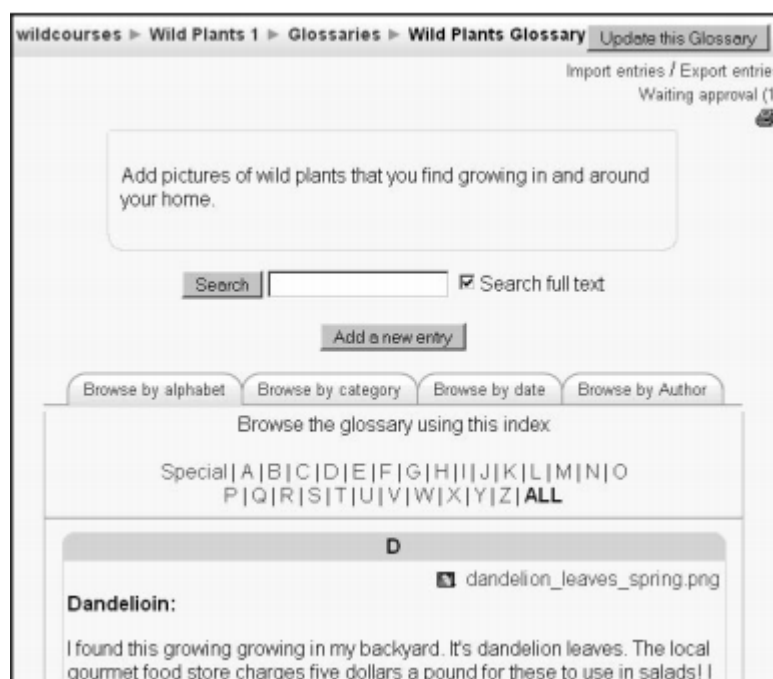 wildcourses ► Wild Plants 1 ► Glossaries ► Wild Plants Glossary Update this Glossary
Import entries / Export entrie
Waiting approval (1
Add pictures of wild plants that you find growing in and around
your home.
Search Search full text
Add a new entry
Browse by alphabet Browse by category Browse by date Browse by Author
Browse the glossary using this index
Special | A | B | C | D | E | F | G | H | I | J | K | L | M | N | O
P | Q | R | S | T | U | V | W | X | Y | Z | ALL
D
dandelion_leaves_spring.png
Dandelioin:
I found this growing growing in my backyard. It's dandelion leaves. The local
gourmet food store charges five dollars a pound for these to use in salads! I